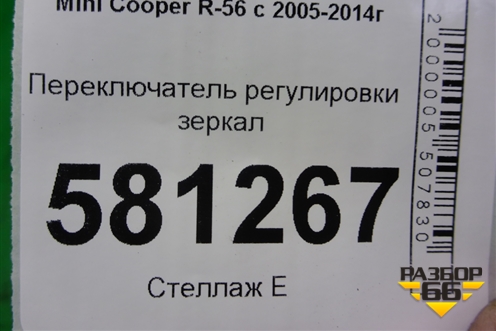 Mini Cooper R-56 с 2005-2014г
Переключатель регулировки
зеркал
581267
Стеллаж Е
2000005507830
РАЗБОР
66